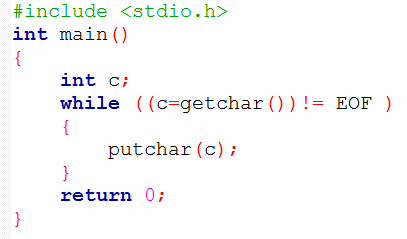 #include <stdio.h>
int main()
{
    int c;
    while ((c=getchar())!= EOF )
    {
        putchar(c);
    }
    return 0;
}